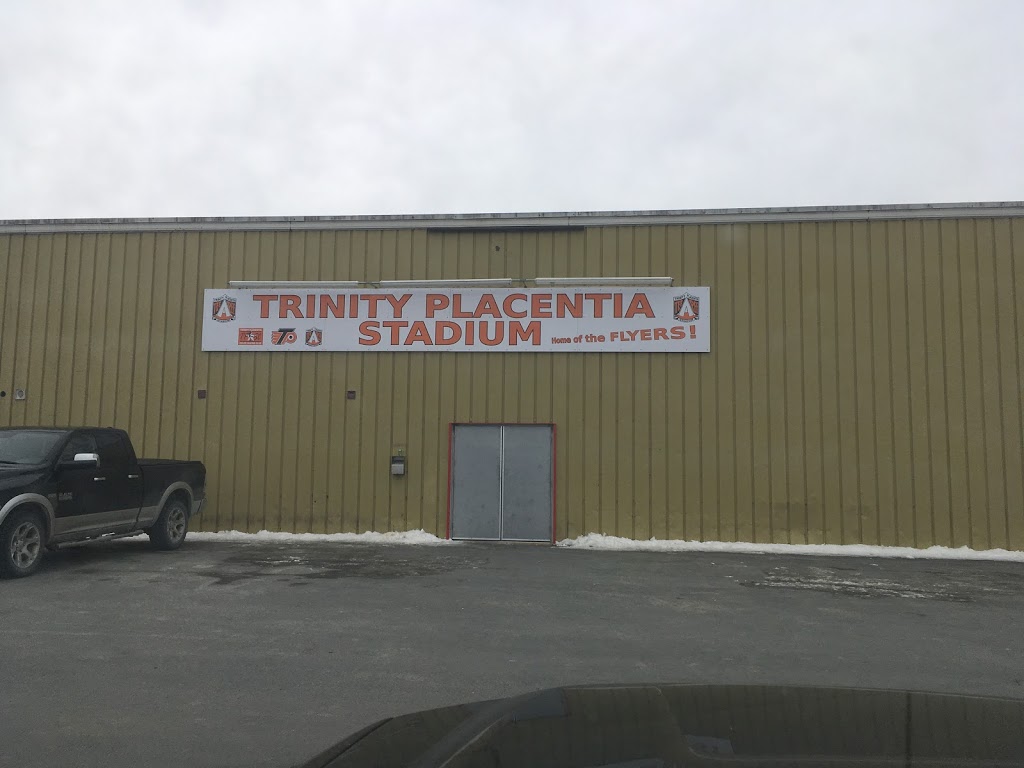 TRINITY PLACENTIA
STADIUM Home of the FLYERS!